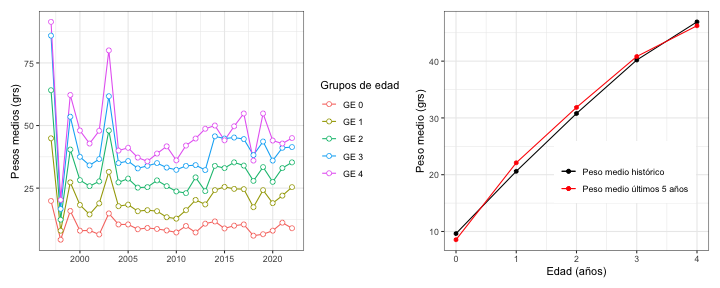 Pesos medios (grs)
75
50
25
2000
2005
2010
2015
2020
Grupos de edad
GE 0
GE 1
GE 2
GE 3
GE 4
Peso medio (grs)
40
30
20
10
0
1
2
3
4
Edad (años)
Peso medio histórico
Peso medio últimos 5 años